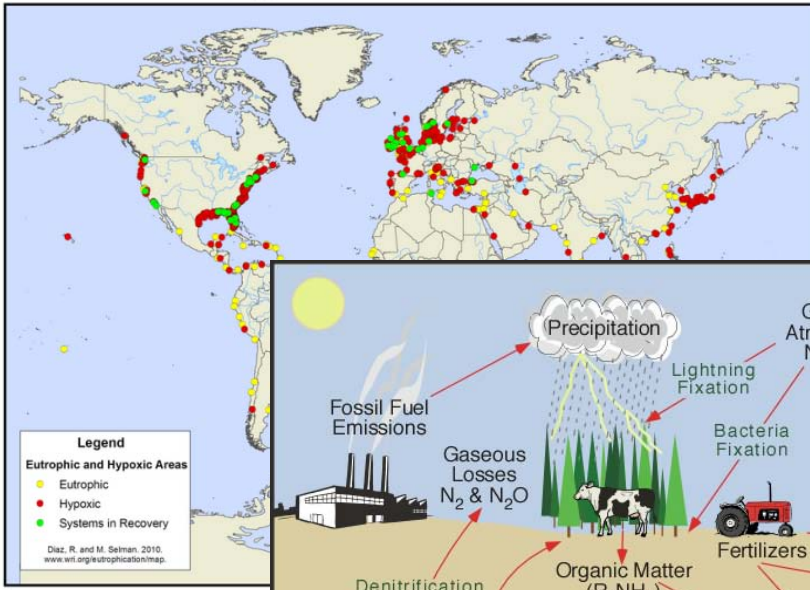 Legend
Eutrophic and Hypoxic Areas
Eutrophic
Hypoxic
Systems in Recovery
Diaz, R. and M. Selman. 2010.
www.wri.org/eutrophication/map.
Precipitation
Lightning
Fixation
Fossil Fuel
Emissions
Gaseous
Losses
N₂ & N₂O
Bacteria
Fixation
Fertilizers
Denitrification
Organic Matter